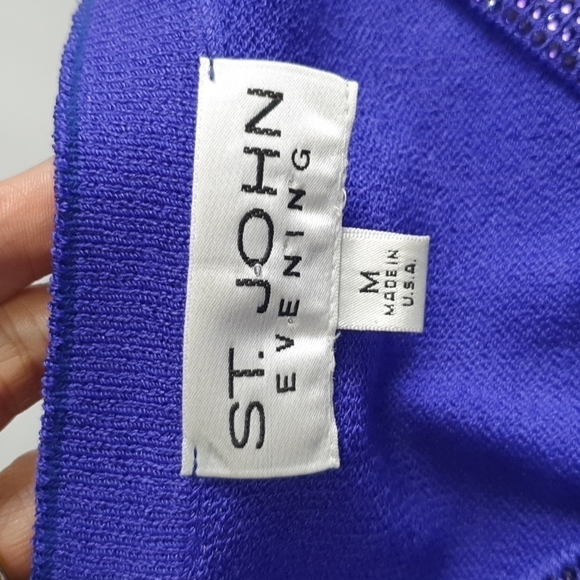 ST. JOHN
EVENING
M
MADE IN
U.S.A.